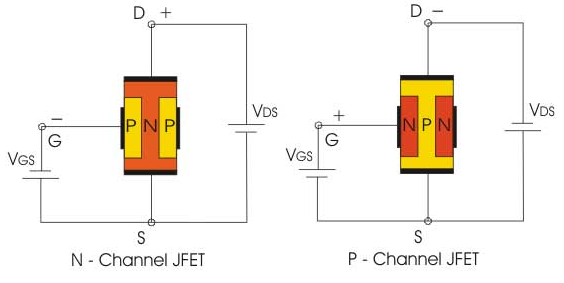 D +
P N P
VDS
−
G
VGS
S
N - Channel JFET
D −
N P N
VDS
+
G
VGS
S
P - Channel JFET